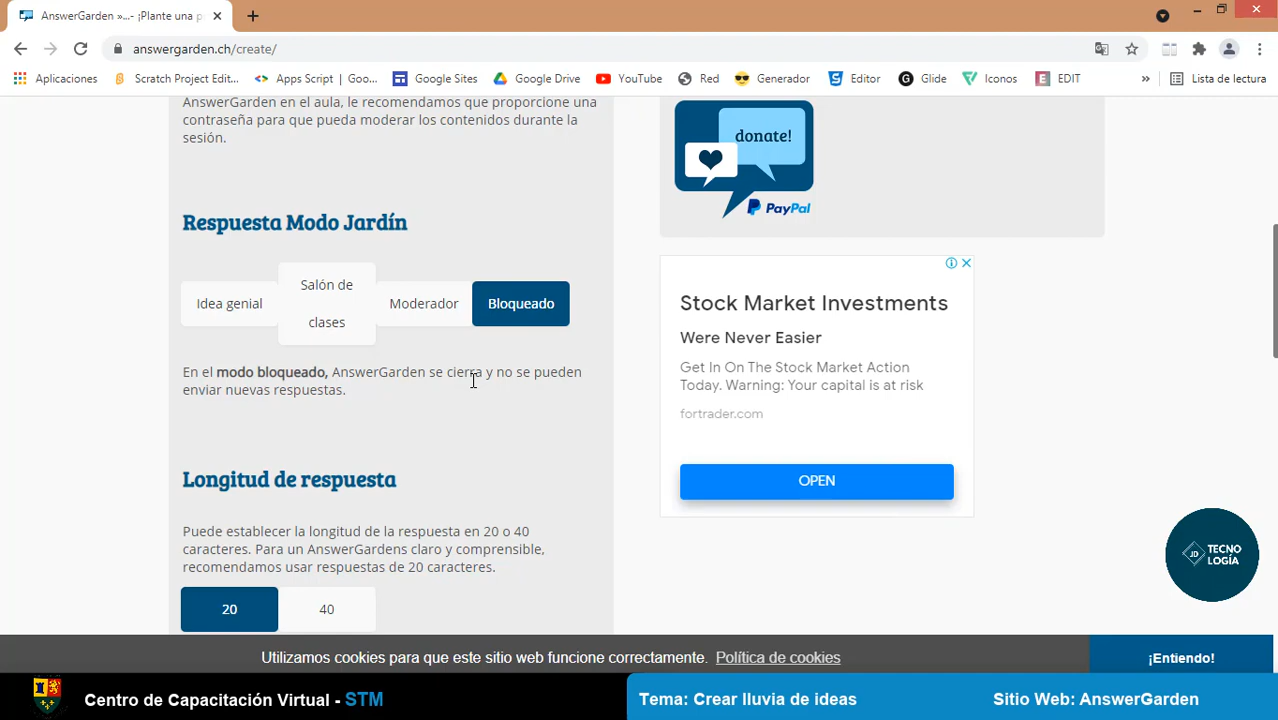 AnswerGarden »...- ¡Plante una p
answergarden.ch/create/
Aplicaciones
Scratch Project Edit...
Apps Script | Goo...
Google Sites
Google Drive
YouTube
Red
Generador
Editor
Glide
Iconos
EDIT
»
Lista de lectura
AnswerGarden en el aula, le recomendamos que proporcione una
contraseña para que pueda moderar los contenidos durante la
sesión.
donate!
PayPal
Respuesta Modo Jardín
Idea genial
Salón de
clases
Moderador
Bloqueado
En el modo bloqueado, AnswerGarden se cierra y no se pueden
enviar nuevas respuestas.
Stock Market Investments
Were Never Easier
Get In On The Stock Market Action
Today. Warning: Your capital is at risk
fortrader.com
OPEN
Longitud de respuesta
Puede establecer la longitud de la respuesta en 20 o 40
caracteres. Para un AnswerGardens claro y comprensible,
recomendamos usar respuestas de 20 caracteres.
20
40
JD TECNO
LOGÍA
Utilizamos cookies para que este sitio web funcione correctamente. Política de cookies
¡Entiendo!
Centro de Capacitación Virtual - STM
Tema: Crear lluvia de ideas
Sitio Web: AnswerGarden